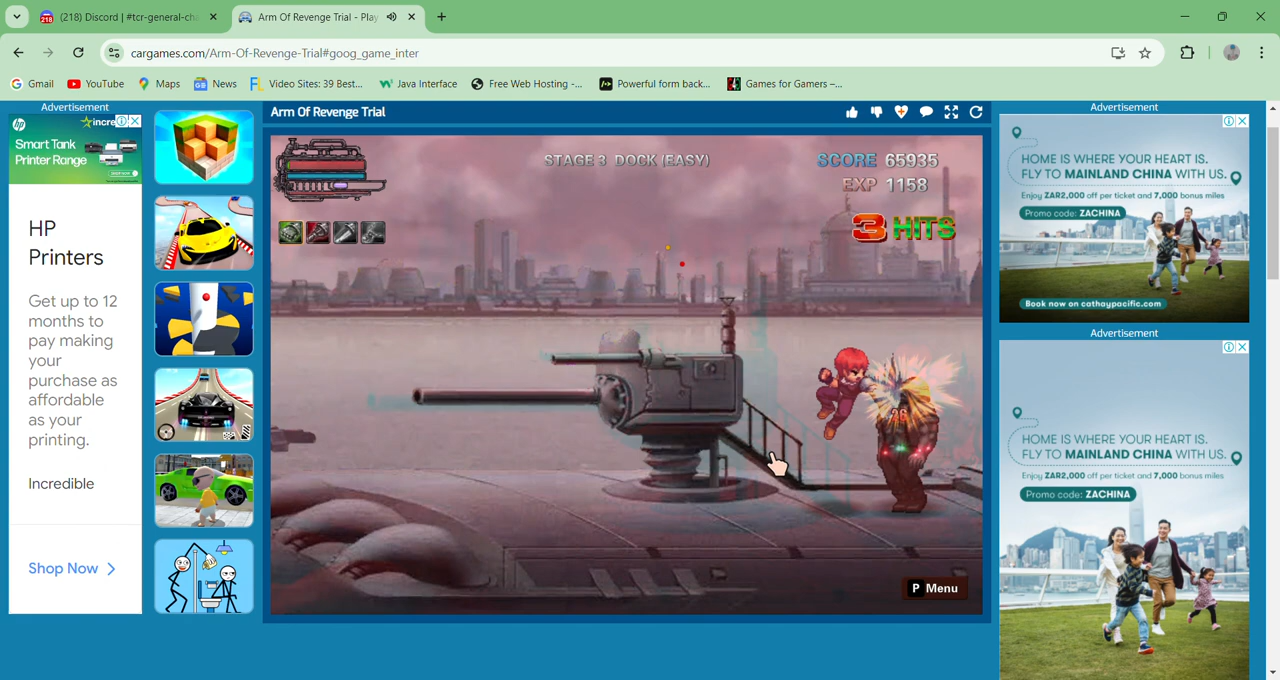 (218) Discord | #tcr-general-cha
Arm Of Revenge Trial - Play
cargames.com/Arm-Of-Revenge-Trial#goog_game_inter
Gmail
YouTube
Maps
News
Video Sites: 39 Best...
Java Interface
Free Web Hosting -...
Powerful form back...
Games for Gamers –...
Advertisement
hp
incre
Smart Tank
Printer Range
HP
Printers
Get up to 12
months to
pay making
your
purchase as
affordable
as your
printing.
Incredible
Shop Now
Arm Of Revenge Trial
STAGE 3 DOCK (EASY)
SCORE 65935
EXP 1158
3 HITS
26
P Menu
Advertisement
HOME IS WHERE YOUR HEART IS.
FLY TO MAINLAND CHINA WITH US.
Enjoy ZAR2,000 off per ticket and 7,000 bonus miles
Promo code: ZACHINA
Book now on cathaypacific.com
Advertisement
HOME IS WHERE YOUR HEART IS.
FLY TO MAINLAND CHINA WITH US.
Enjoy ZAR2,000 off per ticket and 7,000 bonus miles
Promo code: ZACHINA